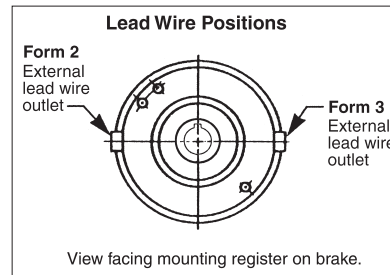 Lead Wire Positions
Form 2
External
lead wire
outlet
Form 3
External
lead wire
outlet
View facing mounting register on brake.